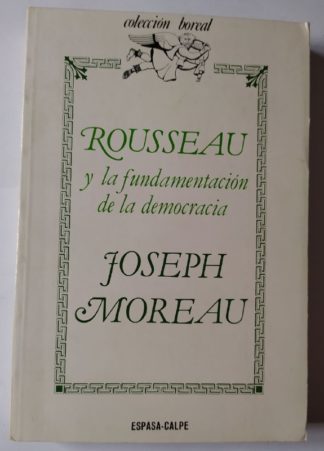 colección boreal
ROUSSEAU
y la fundamentación
de la democracia
JOSEPH
MOREAU
ESPASA-CALPE